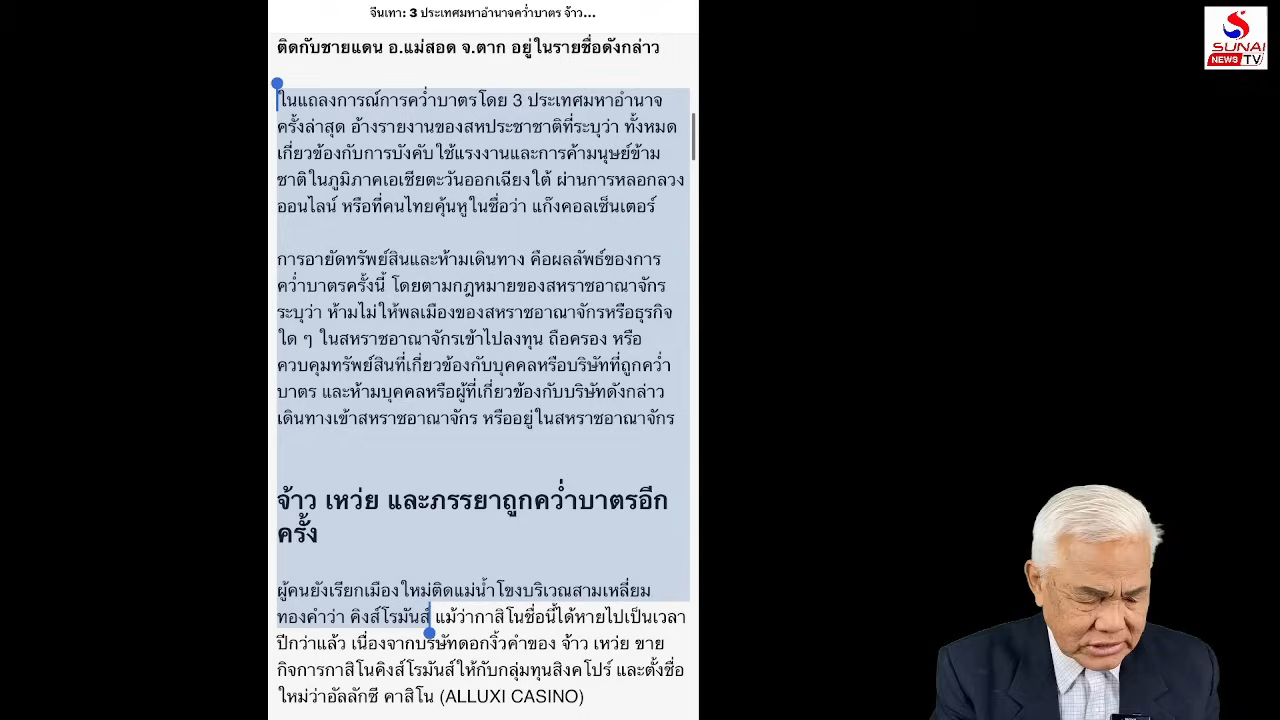 จีนเทา: 3 ประเทศมหาอำนาจคว่ำบาตร จ้าว...
ติดกับชายแดน อ.แม่สอด จ.ตาก อยู่ในรายชื่อดังกล่าว
ในแถลงการณ์การคว่ำบาตรโดย 3 ประเทศมหาอำนาจ
ครั้งล่าสุด อ้างรายงานของสหประชาชาติที่ระบุว่า ทั้งหมด
เกี่ยวข้องกับการบังคับใช้แรงงานและการค้ามนุษย์ข้าม
ชาติในภูมิภาคเอเชียตะวันออกเฉียงใต้ ผ่านการหลอกลวง
ออนไลน์ หรือที่คนไทยคุ้นหูในชื่อว่า แก๊งคอลเซ็นเตอร์
การอายัดทรัพย์สินและห้ามเดินทาง คือผลลัพธ์ของการ
คว่ำบาตรครั้งนี้ โดยตามกฎหมายของสหราชอาณาจักร
ระบุว่า ห้ามไม่ให้พลเมืองของสหราชอาณาจักรหรือธุรกิจ
ใด ๆ ในสหราชอาณาจักรเข้าไปลงทุน ถือครอง หรือ
ควบคุมทรัพย์สินที่เกี่ยวข้องกับบุคคลหรือบริษัทที่ถูกคว่ำ
บาตร และห้ามบุคคลหรือผู้ที่เกี่ยวข้องกับบริษัทดังกล่าว
เดินทางเข้าสหราชอาณาจักร หรืออยู่ในสหราชอาณาจักร
จ้าว เหว่ย และภรรยาถูกคว่ำบาตรอีก
ครั้ง
ผู้คนยังเรียกเมืองใหม่ติดแม่น้ำโขงบริเวณสามเหลี่ยม
ทองคำว่า คิงส์โรมันส์ แม้ว่ากาสิโนชื่อนี้ได้หายไปเป็นเวลา
ปีกว่าแล้ว เนื่องจากบริษัทดอกงิ้วคำของ จ้าว เหว่ย ขาย
กิจการกาสิโนคิงส์โรมันส์ให้กับกลุ่มทุนสิงคโปร์ และตั้งชื่อ
ใหม่ว่าอัลลักชี คาสิโน (ALLUXI CASINO)
SUNAI
NEWS TV